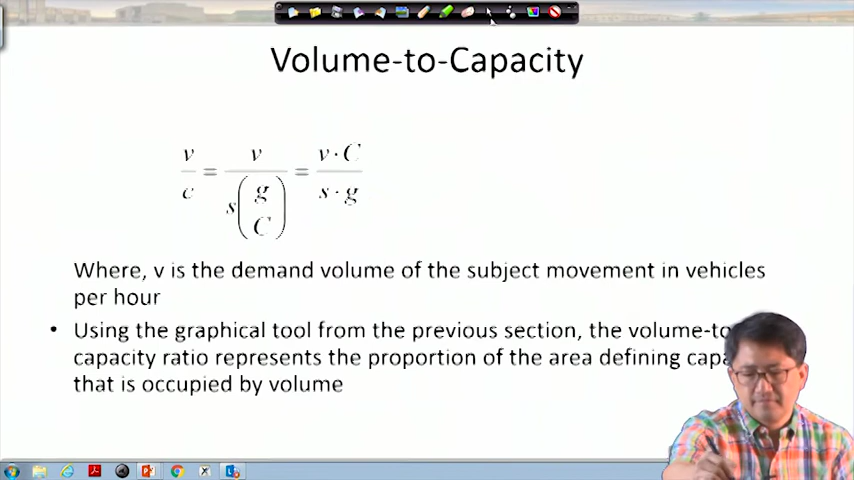 Volume-to-Capacity
v/c = v/(s(g/C)) = v·C/(s·g)
Where, v is the demand volume of the subject movement in vehicles
per hour
• Using the graphical tool from the previous section, the volume-to
capacity ratio represents the proportion of the area defining capa
that is occupied by volume